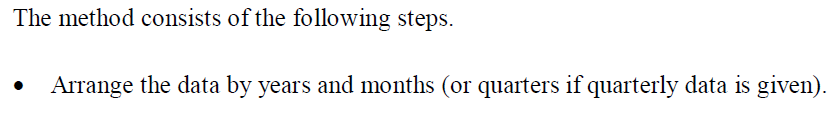 The method consists of the following steps.
• Arrange the data by years and months (or quarters if quarterly data is given).